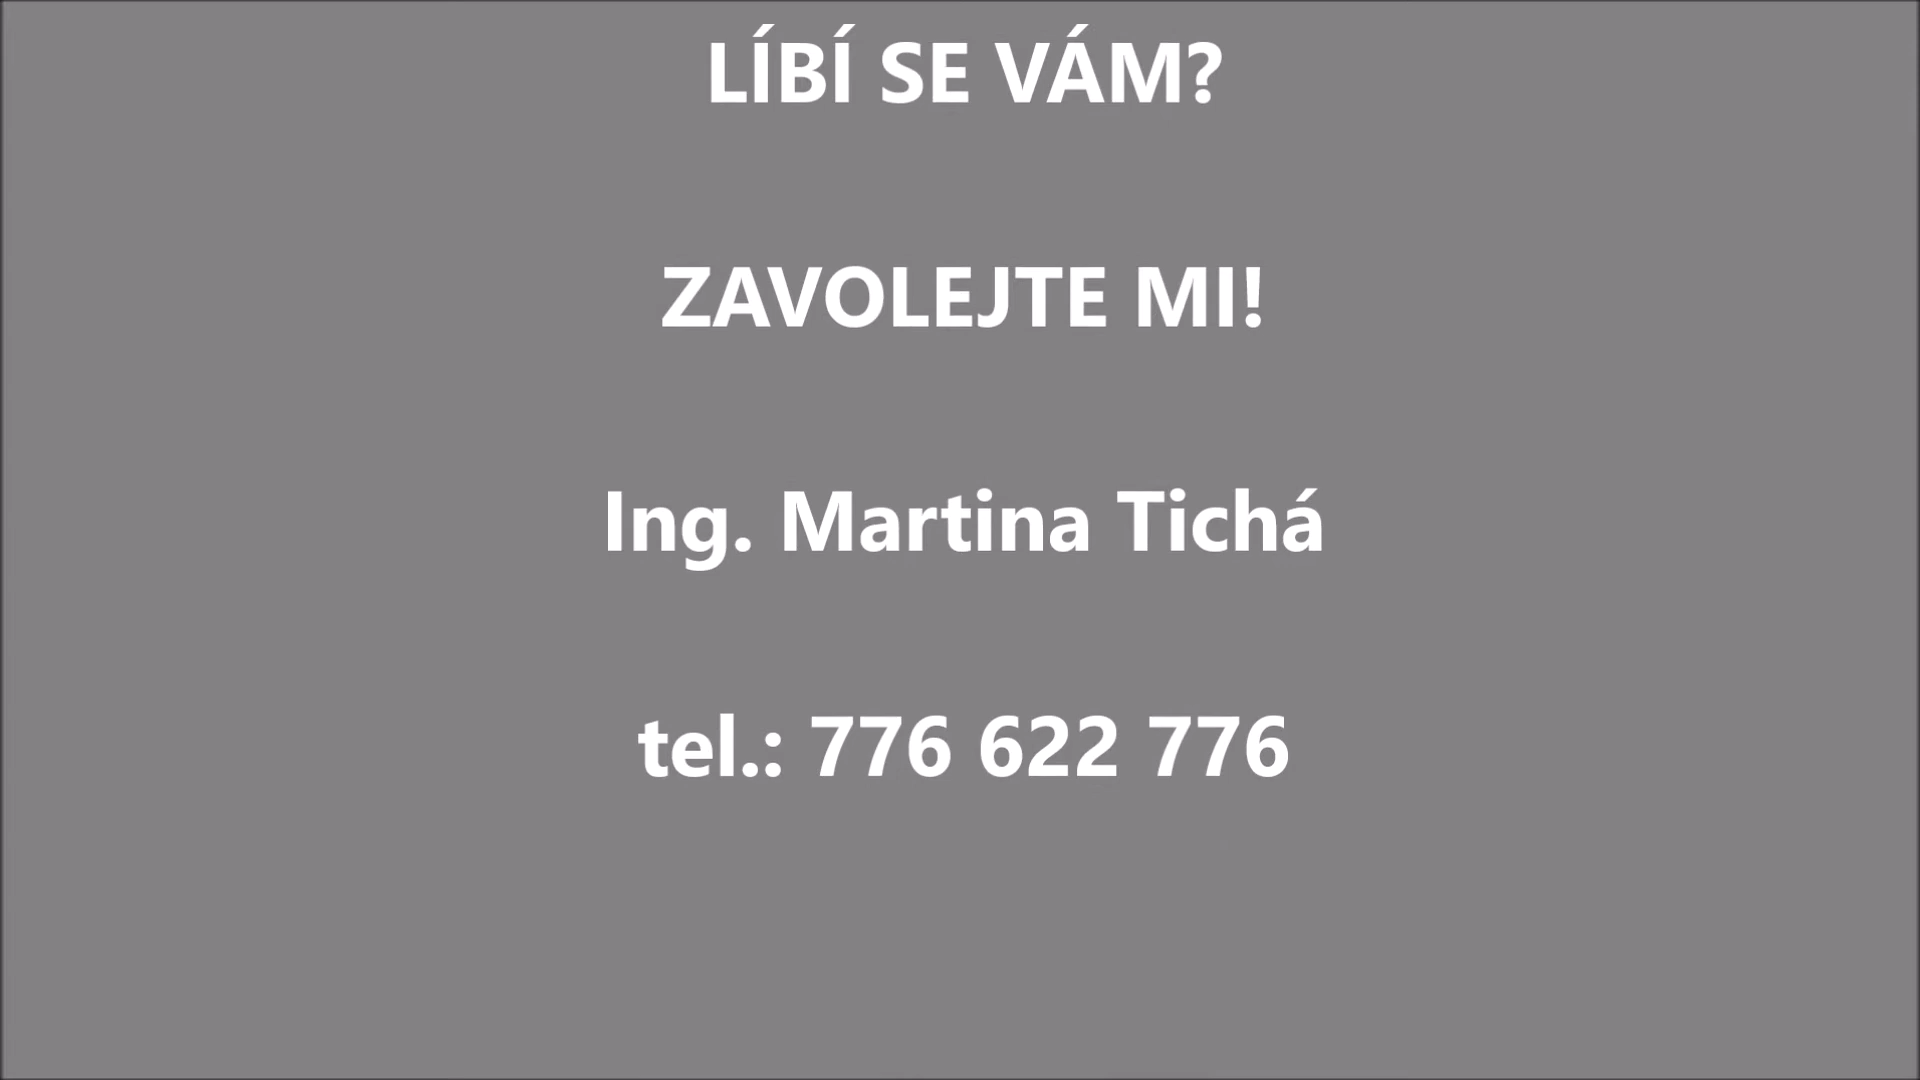 LÍBÍ SE VÁM?
ZAVOLEJTE MI!
Ing. Martina Tichá
tel.: 776 622 776